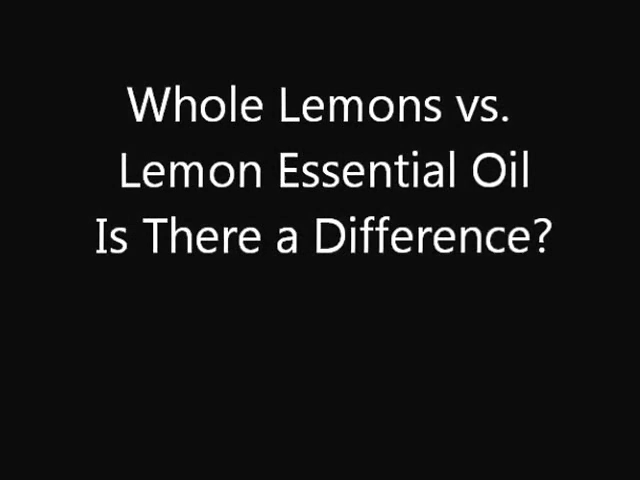 Whole Lemons vs.
Lemon Essential Oil
Is There a Difference?